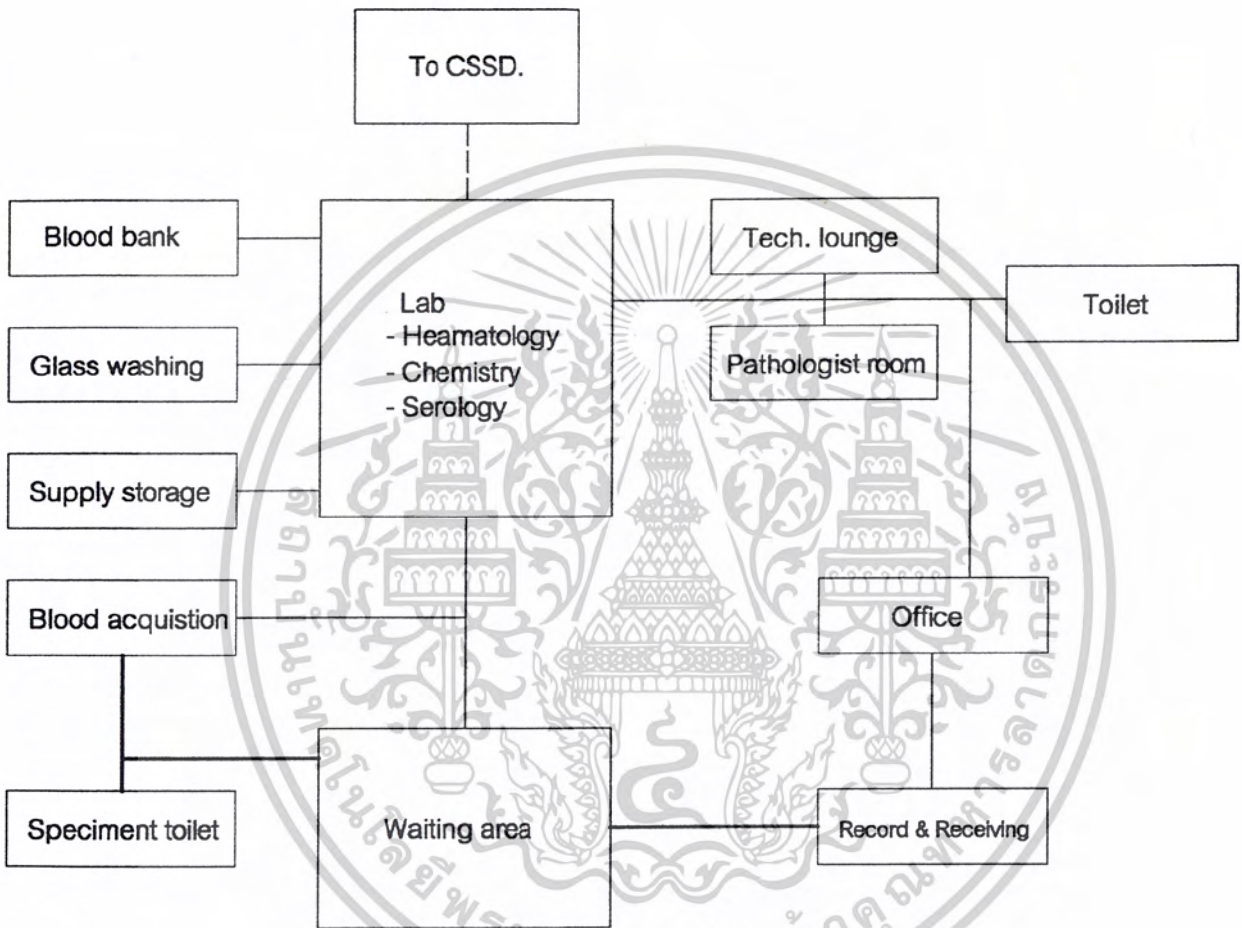 To CSSD.
Blood bank
Lab
- Heamatology
- Chemistry
- Serology
Tech. lounge
Toilet
Glass washing
Pathologist room
Supply storage
Blood acquistion
Office
Speciment toilet
Waiting area
Record & Receiving